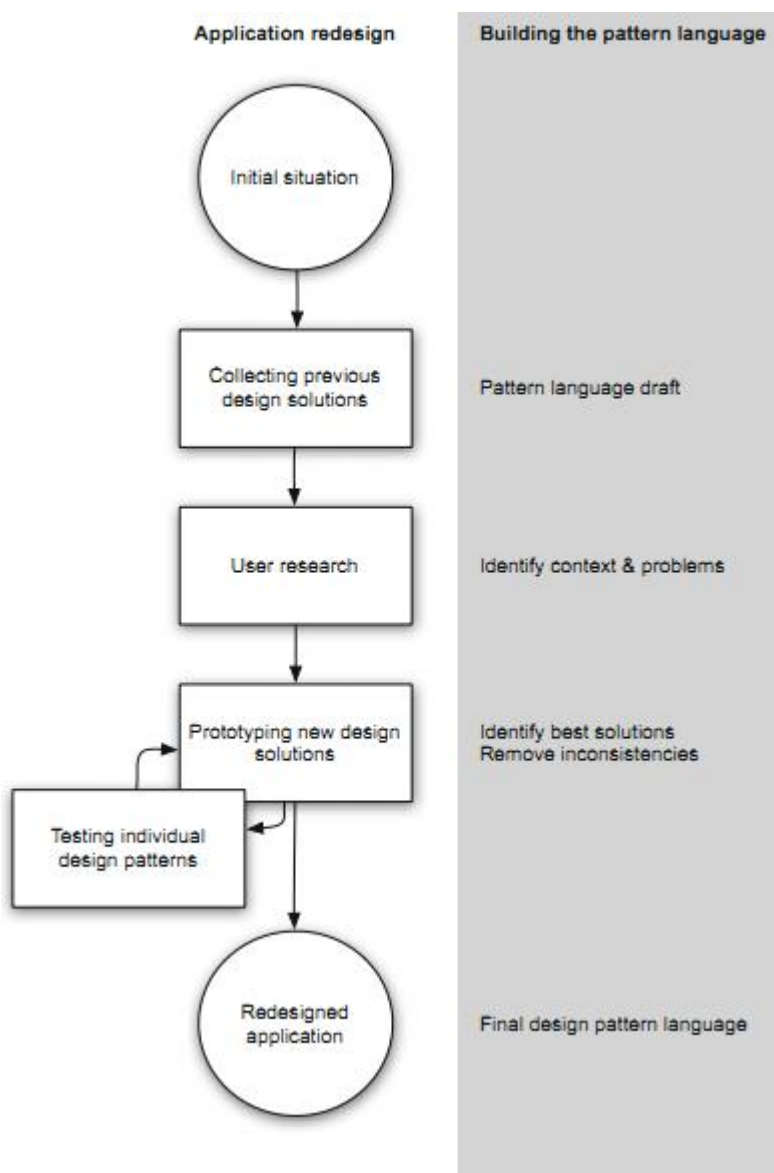 Application redesign
Building the pattern language
Initial situation
Collecting previous
design solutions
Pattern language draft
User research
Identify context & problems
Prototyping new design
solutions
Identify best solutions
Remove inconsistencies
Testing individual
design patterns
Redesigned
application
Final design pattern language